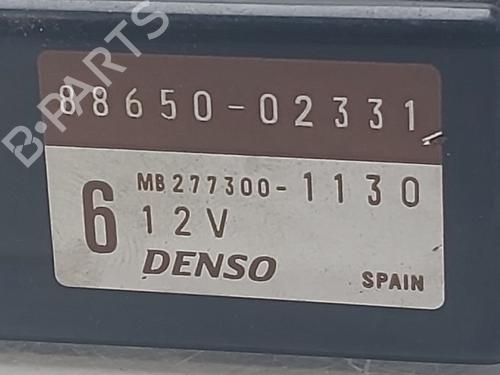 B-PARTS
88650-02331
MB277300-1130
6 12V
DENSO
SPAIN